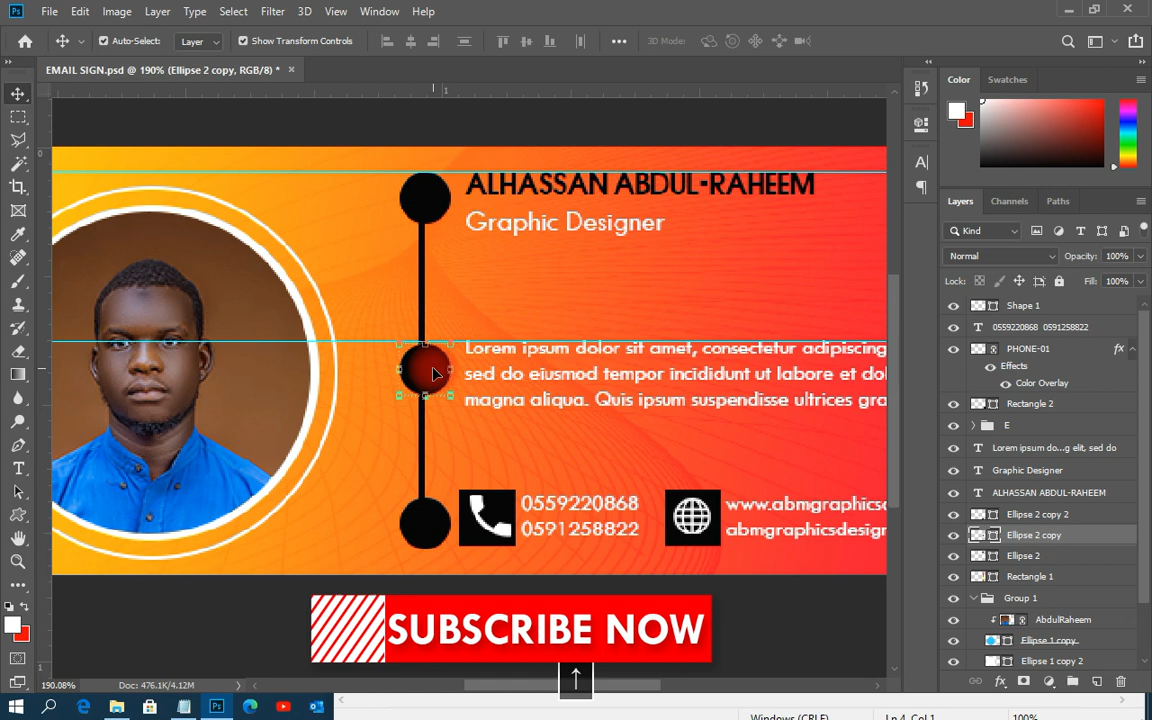 Ps File Edit Image Layer Type Select Filter 3D View Window Help
Auto-Select: Layer Show Transform Controls 3D Mode:
EMAIL SIGN.psd @ 190% (Ellipse 2 copy, RGB/8) *
ALHASSAN ABDUL-RAHEEM
Graphic Designer
Lorem ipsum dolor sit amet, consectetur adipiscing
sed do eiusmod tempor incididunt ut labore et dol
magna aliqua. Quis ipsum suspendisse ultrices gra
0559220868
0591258822
www.abmgraphicsd
abmgraphicsdesign
SUBSCRIBE NOW
↑
190.08% Doc: 476.1K/4.12M
Color Swatches
Layers Channels Paths
Kind
Normal Opacity: 100%
Lock: Fill: 100%
Shape 1
0559220868 0591258822
PHONE-01 fx
Effects
Color Overlay
Rectangle 2
E
Lorem ipsum do...g elit, sed do
Graphic Designer
ALHASSAN ABDUL-RAHEEM
Ellipse 2 copy 2
Ellipse 2 copy
Ellipse 2
Rectangle 1
Group 1
AbdulRaheem
Ellipse 1 copy
Ellipse 1 copy 2
Windows (CRLF) Ln 4, Col 1 100%